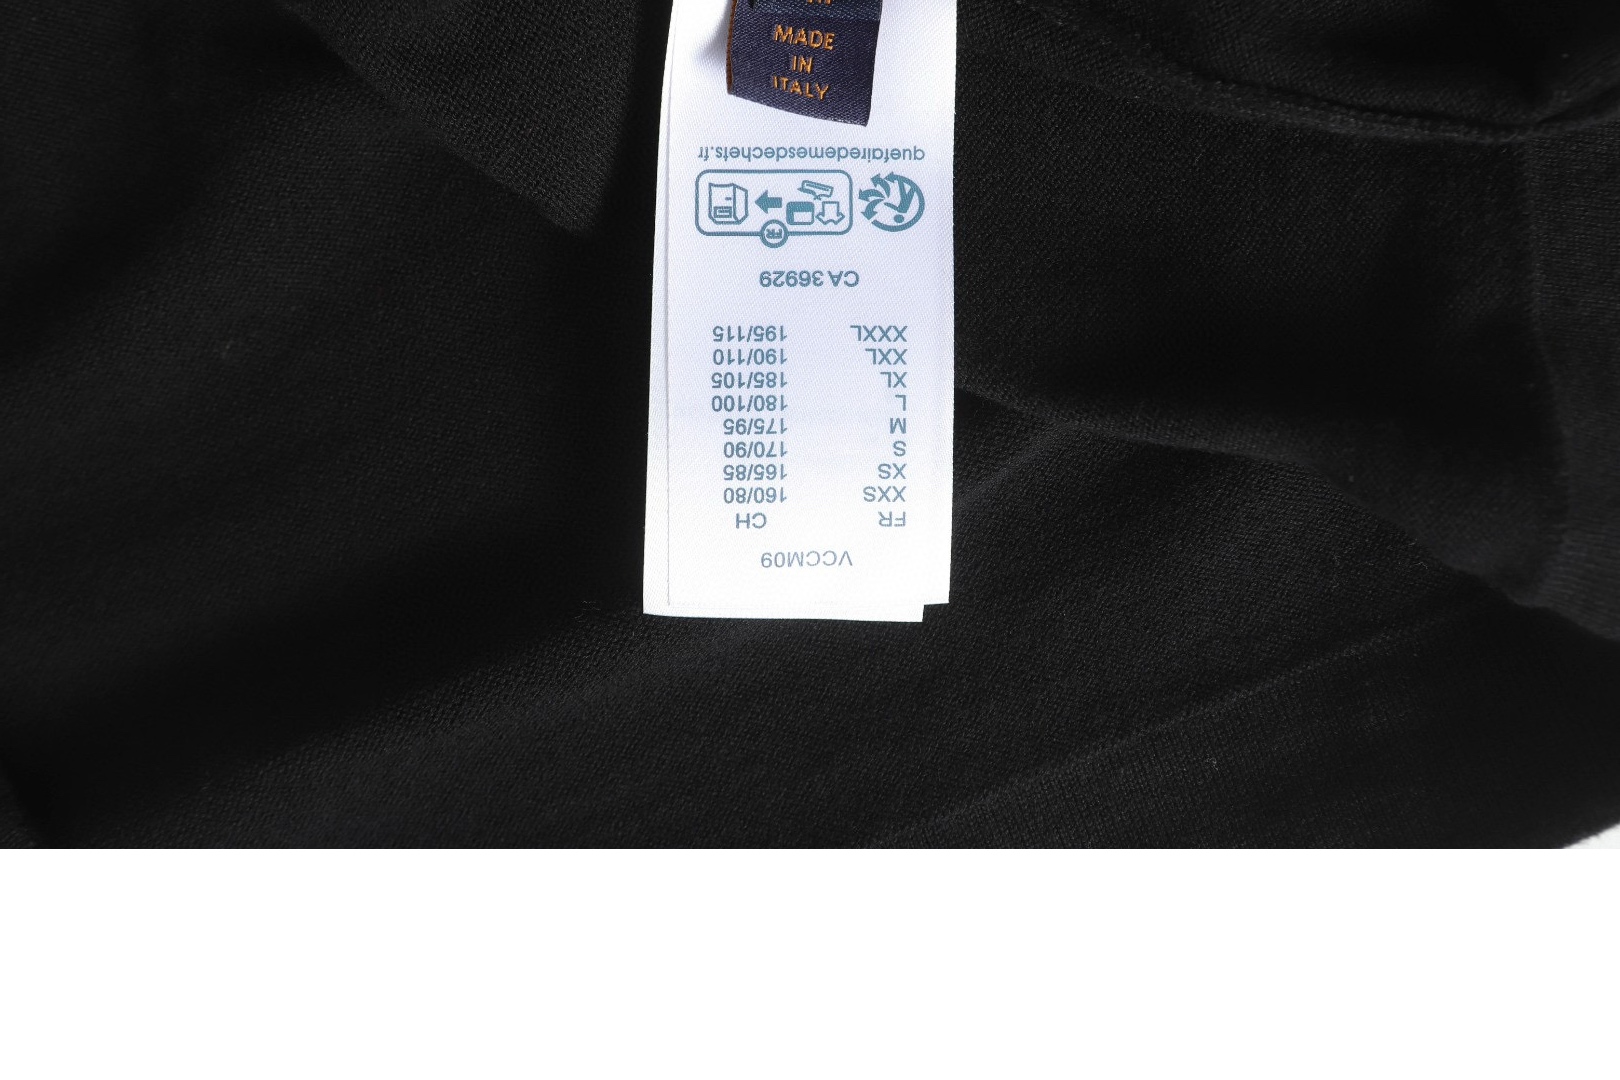 MADE
IN
ITALY
VCCM09
FR CH
XXS 160/80
XS 165/85
S 170/90
M 175/95
L 180/100
XL 185/105
XXL 190/110
XXXL 195/115
CA 36929
FR
quefairedemesdechets.fr